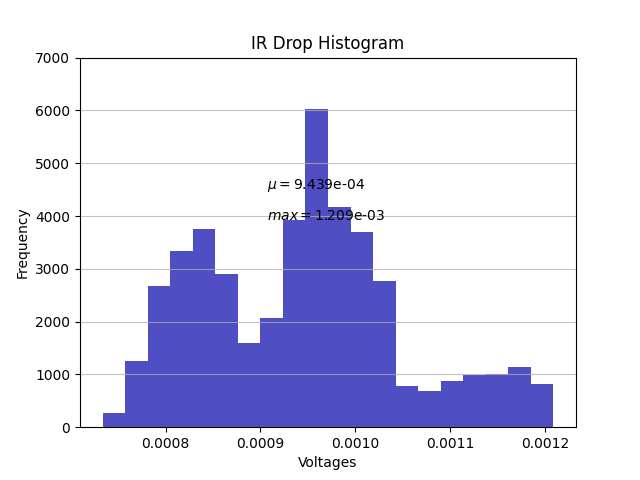 IR Drop Histogram
7000
6000
5000
4000
3000
2000
1000
0
Frequency
μ = 9.439e-04
max = 1.209e-03
0.0008 0.0009 0.0010 0.0011 0.0012
Voltages